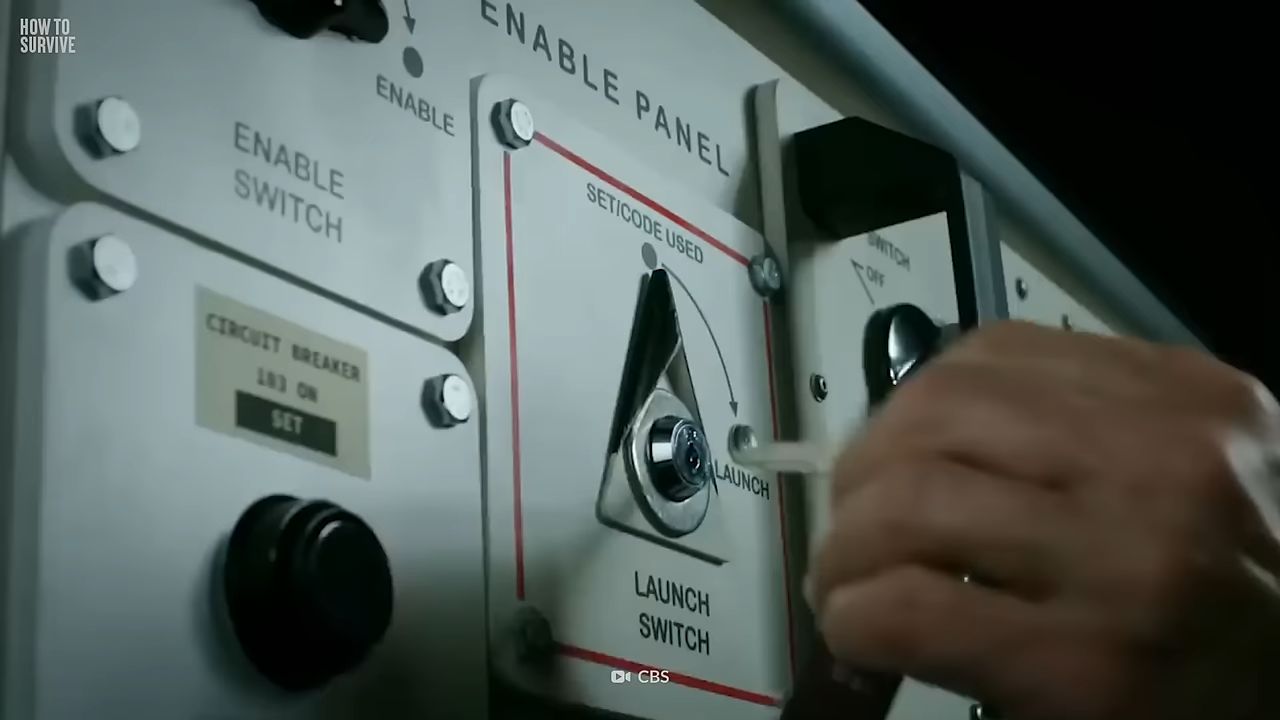 HOW TO
SURVIVE
ENABLE PANEL
ENABLE
ENABLE
SWITCH
SET/CODE USED
SWITCH
OFF
CIRCUIT BREAKER
103 ON
SET
LAUNCH
LAUNCH
SWITCH
CBS